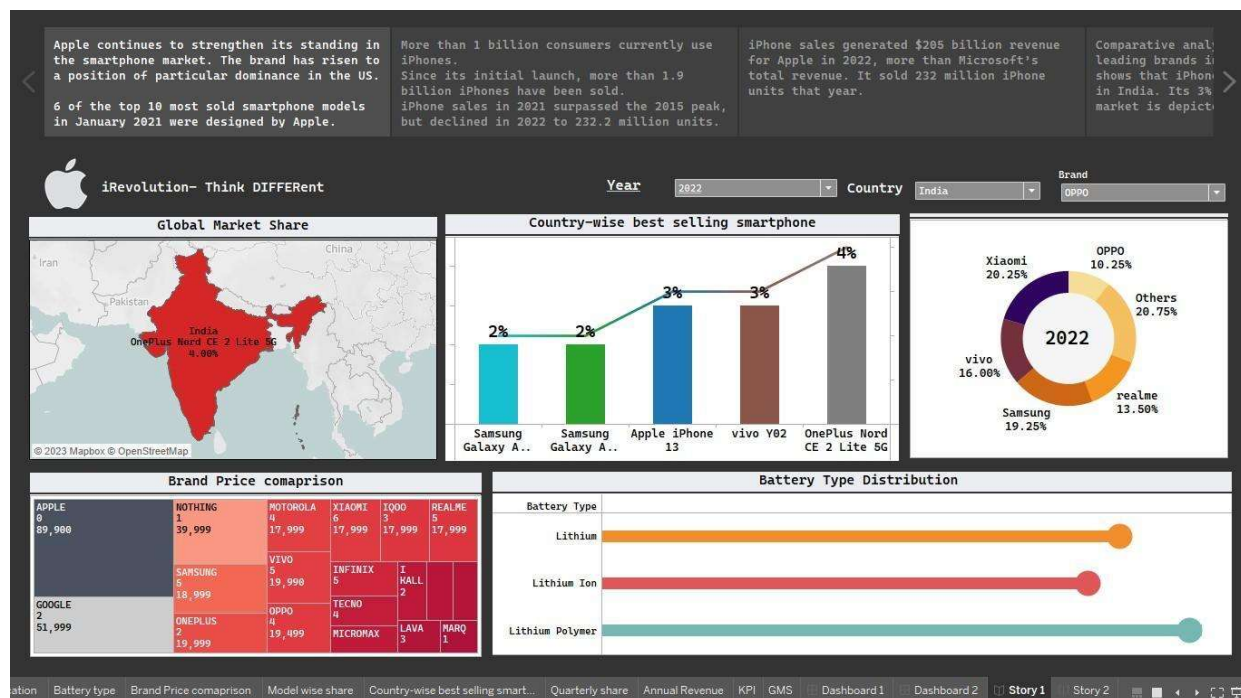 Apple continues to strengthen its standing in
the smartphone market. The brand has risen to
a position of particular dominance in the US.
6 of the top 10 most sold smartphone models
in January 2021 were designed by Apple.
More than 1 billion consumers currently use
iPhones.
Since its initial launch, more than 1.9
billion iPhones have been sold.
iPhone sales in 2021 surpassed the 2015 peak,
but declined in 2022 to 232.2 million units.
iPhone sales generated $205 billion revenue
for Apple in 2022, more than Microsoft's
total revenue. It sold 232 million iPhone
units that year.
Comparative
leading brands
shows that
in India. Its 3%
market is
iRevolution- Think DIFFERent
Year
2022
Country
India
Brand
OPPO
Global Market Share
China
Iran
Pakistan
India
OnePlus Nord CE 2 Lite 5G
4.00%
© 2023 Mapbox © OpenStreetMap
Country-wise best selling smartphone
2%
2%
3%
3%
4%
Samsung
Galaxy A..
Samsung
Galaxy A..
Apple iPhone
13
vivo Y02
OnePlus Nord
CE 2 Lite 5G
OPPO
10.25%
Xiaomi
20.25%
Others
20.75%
2022
vivo
16.00%
realme
13.50%
Samsung
19.25%
Brand Price comaprison
APPLE
0
89,900
GOOGLE
2
51,999
NOTHING
1
39,999
SAMSUNG
5
18,999
ONEPLUS
2
19,999
MOTOROLA
4
17,999
VIVO
5
19,990
OPPO
4
19,499
XIAOMI
6
17,999
IQOO
3
17,999
REALME
5
17,999
INFINIX
5
TECNO
4
MICROMAX
I
KALL
2
LAVA
3
MARQ
1
Battery Type Distribution
Battery Type
Lithium
Lithium Ion
Lithium Polymer
Battery type
Brand Price comaprison
Model wise share
Country-wise best selling smart...
Quarterly share
Annual Revenue
KPI
GMS
Dashboard 1
Dashboard 2
Story 1
Story 2